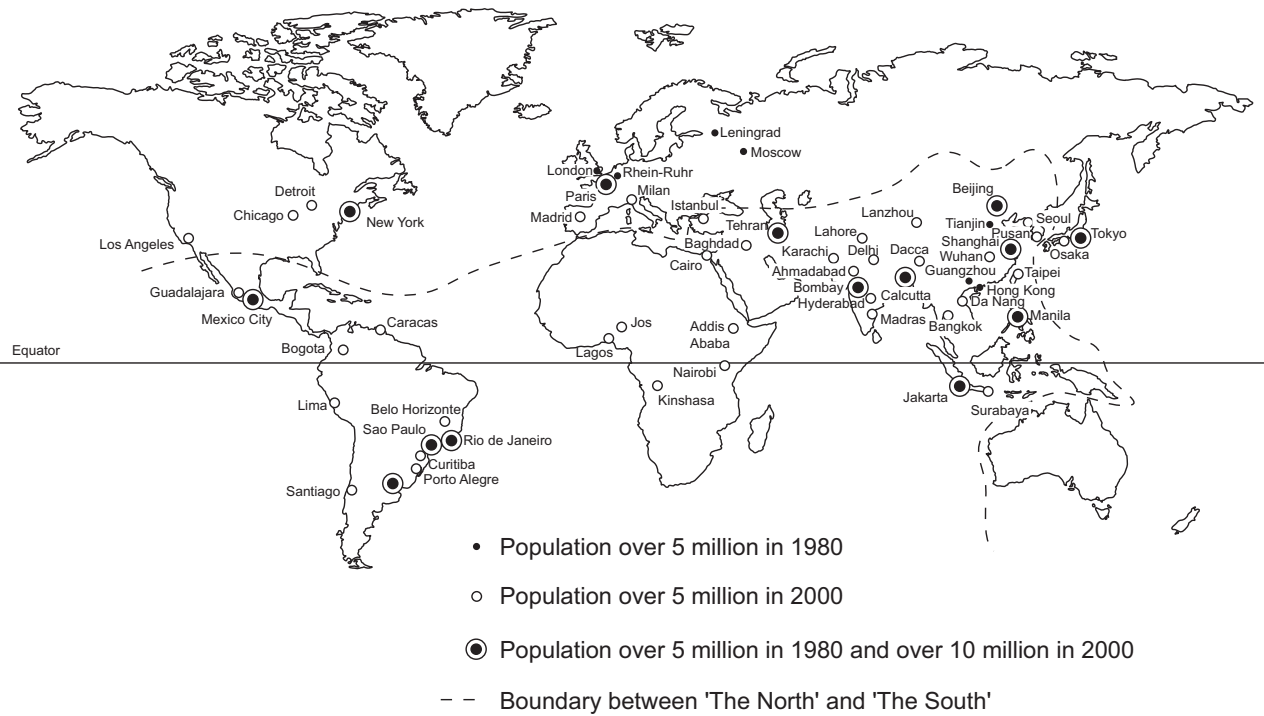 Leningrad
Moscow
London
Rhein-Ruhr
Paris
Milan
Detroit
Chicago
New York
Madrid
Istanbul
Beijing
Lanzhou
Tianjin
Seoul
Los Angeles
Tehran
Lahore
Pusan
Tokyo
Baghdad
Karachi
Delhi
Dacca
Shanghai
Wuhan
Osaka
Cairo
Ahmadabad
Guangzhou
Taipei
Guadalajara
Bombay
Hong Kong
Hyderabad
Calcutta
Da Nang
Mexico City
Caracas
Jos
Addis
Ababa
Madras
Bangkok
Manila
Equator
Bogota
Lagos
Nairobi
Lima
Belo Horizonte
Kinshasa
Jakarta
Surabaya
Sao Paulo
Rio de Janeiro
Curitiba
Porto Alegre
Santiago
Population over 5 million in 1980
Population over 5 million in 2000
Population over 5 million in 1980 and over 10 million in 2000
Boundary between 'The North' and 'The South'